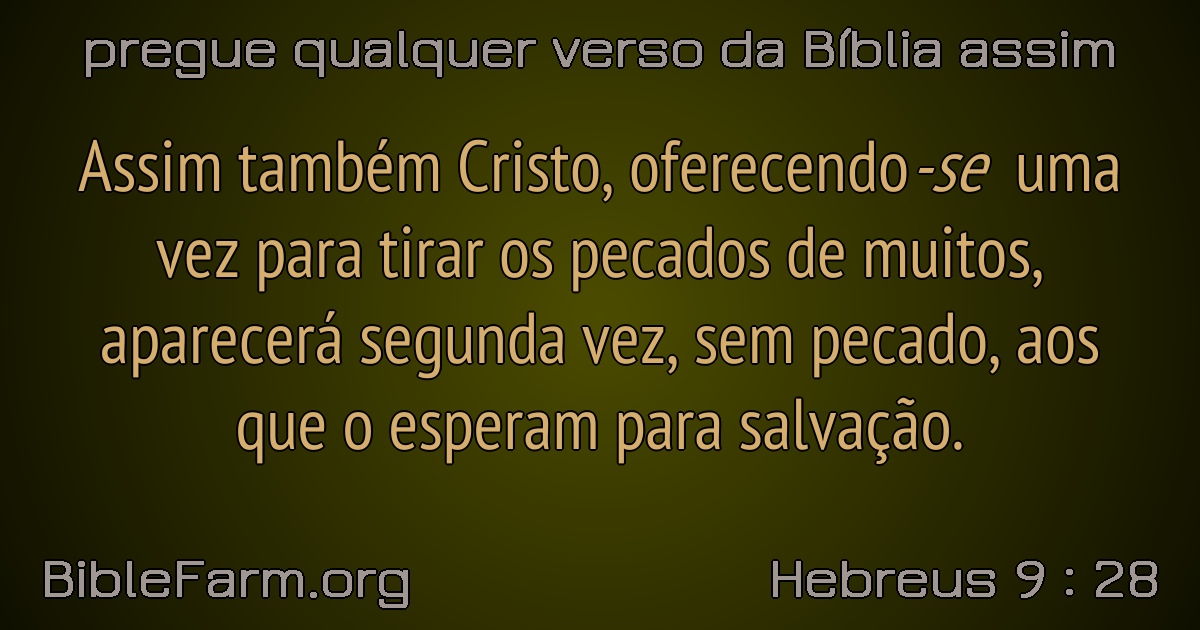 pregue qualquer verso da Bíblia assim
Assim também Cristo, oferecendo-se uma
vez para tirar os pecados de muitos,
aparecerá segunda vez, sem pecado, aos
que o esperam para salvação.
BibleFarm.org
Hebreus 9 : 28